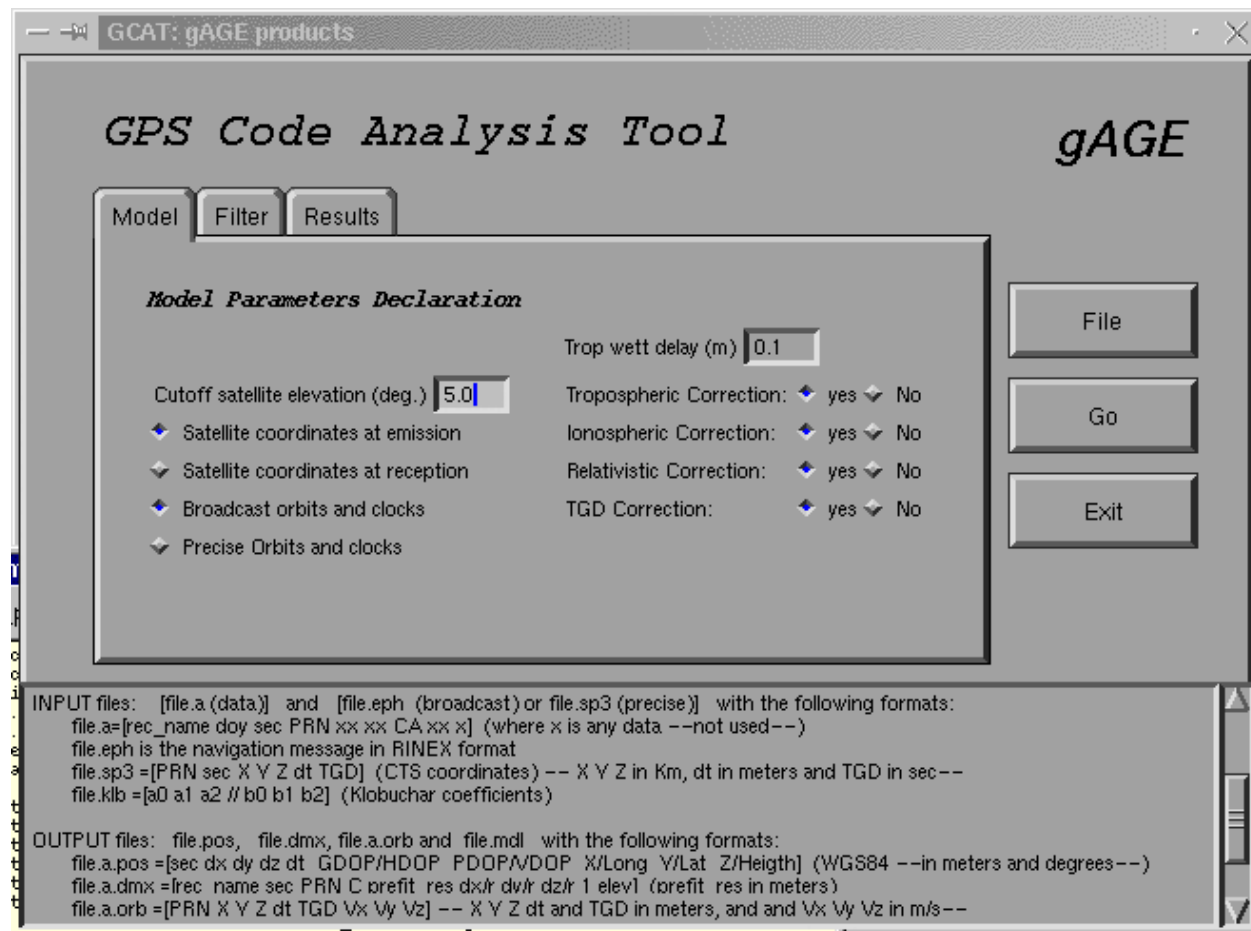 GCAT: gAGE products
GPS Code Analysis Tool
gAGE
Model
Filter
Results
Model Parameters Declaration
Trop wett delay (m) 0.1
Cutoff satellite elevation (deg.) 5.0
Satellite coordinates at emission
Satellite coordinates at reception
Broadcast orbits and clocks
Precise Orbits and clocks
Tropospheric Correction: yes No
Ionospheric Correction: yes No
Relativistic Correction: yes No
TGD Correction: yes No
File
Go
Exit
INPUT files: [file.a (data)] and [file.eph (broadcast) or file.sp3 (precise)] with the following formats:
file.a=[rec_name doy sec PRN xx xx CA xx x] (where x is any data --not used--)
file.eph is the navigation message in RINEX format
file.sp3 =[PRN sec X Y Z dt TGD] (CTS coordinates) -- X Y Z in Km, dt in meters and TGD in sec--
file.klb =[a0 a1 a2 // b0 b1 b2] (Klobuchar coefficients)
OUTPUT files: file.pos, file.dmx, file.a.orb and file.mdl with the following formats:
file.a.pos =[sec dx dy dz dt GDOP/HDOP PDOP/VDOP X/Long Y/Lat Z/Heigth] (WGS84 --in meters and degrees--)
file.a.dmx =[rec_name sec PRN C prefit_res dx/r dy/r dz/r 1 elev] (prefit_res in meters)
file.a.orb =[PRN X Y Z dt TGD Vx Vy Vz] -- X Y Z dt and TGD in meters, and and Vx Vy Vz in m/s--